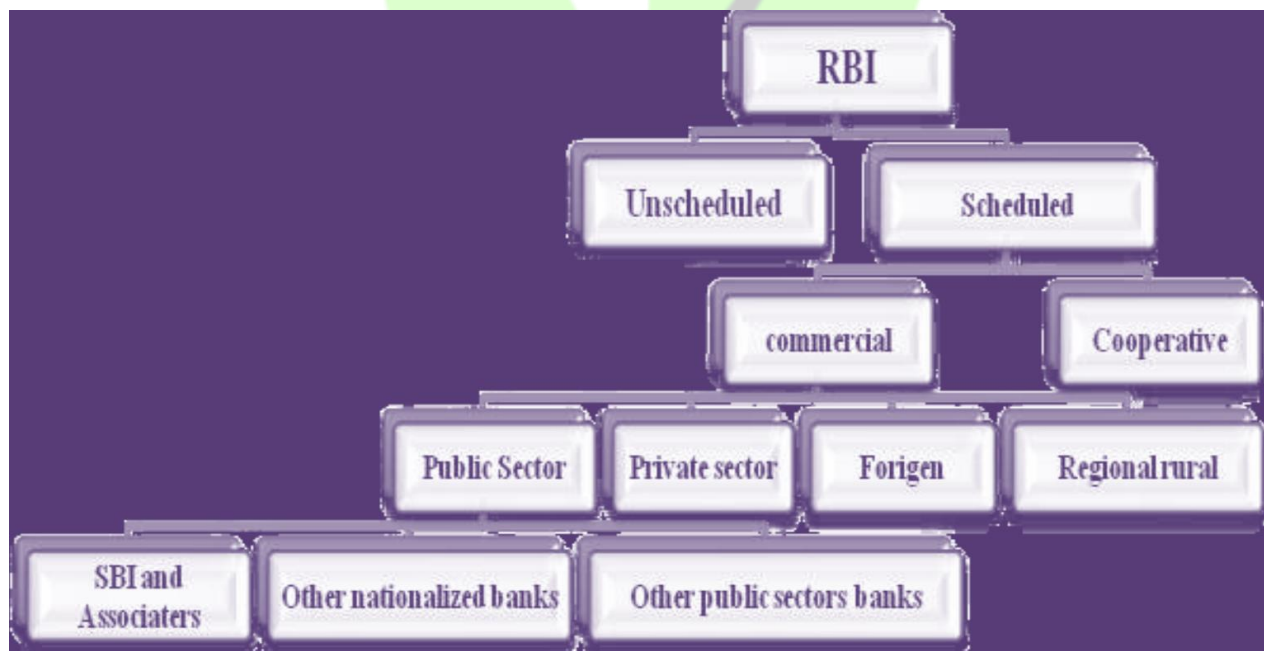 RBI
Unscheduled
Scheduled
commercial
Cooperative
Public Sector
Private sector
Forigen
Regional rural
SBI and
Associaters
Other nationalized banks
Other public sectors banks